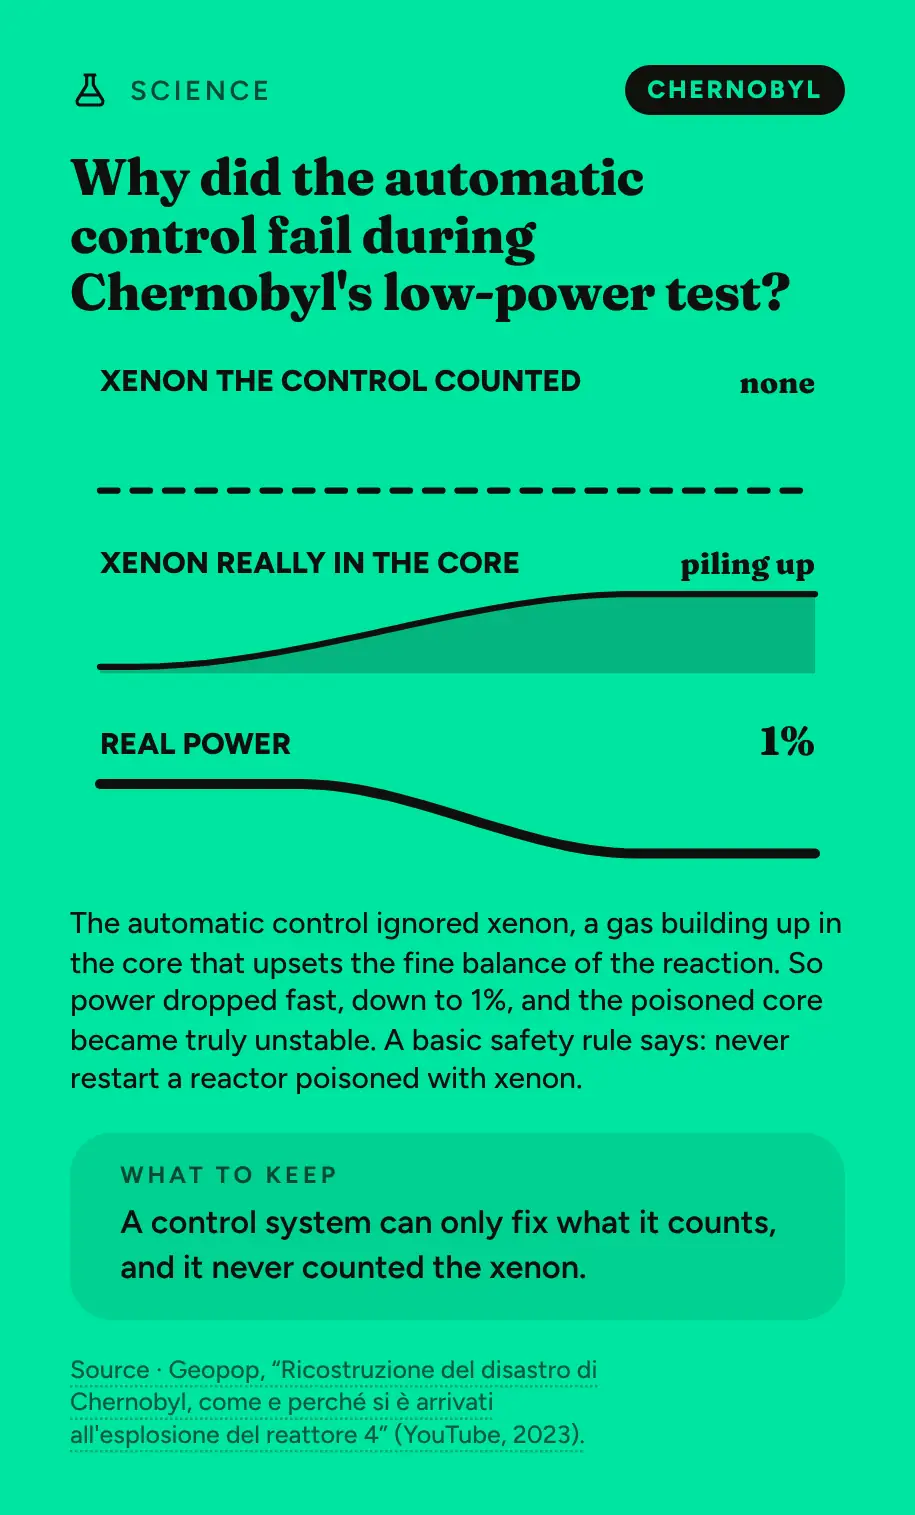 SCIENCE
CHERNOBYL
Why did the automatic
control fail during
Chernobyl's low-power test?
XENON THE CONTROL COUNTED
none
XENON REALLY IN THE CORE
piling up
REAL POWER
1%
The automatic control ignored xenon, a gas building up in
the core that upsets the fine balance of the reaction. So
power dropped fast, down to 1%, and the poisoned core
became truly unstable. A basic safety rule says: never
restart a reactor poisoned with xenon.
WHAT TO KEEP
A control system can only fix what it counts,
and it never counted the xenon.
Source · Geopop, “Ricostruzione del disastro di
Chernobyl, come e perché si è arrivati
all'esplosione del reattore 4” (YouTube, 2023).